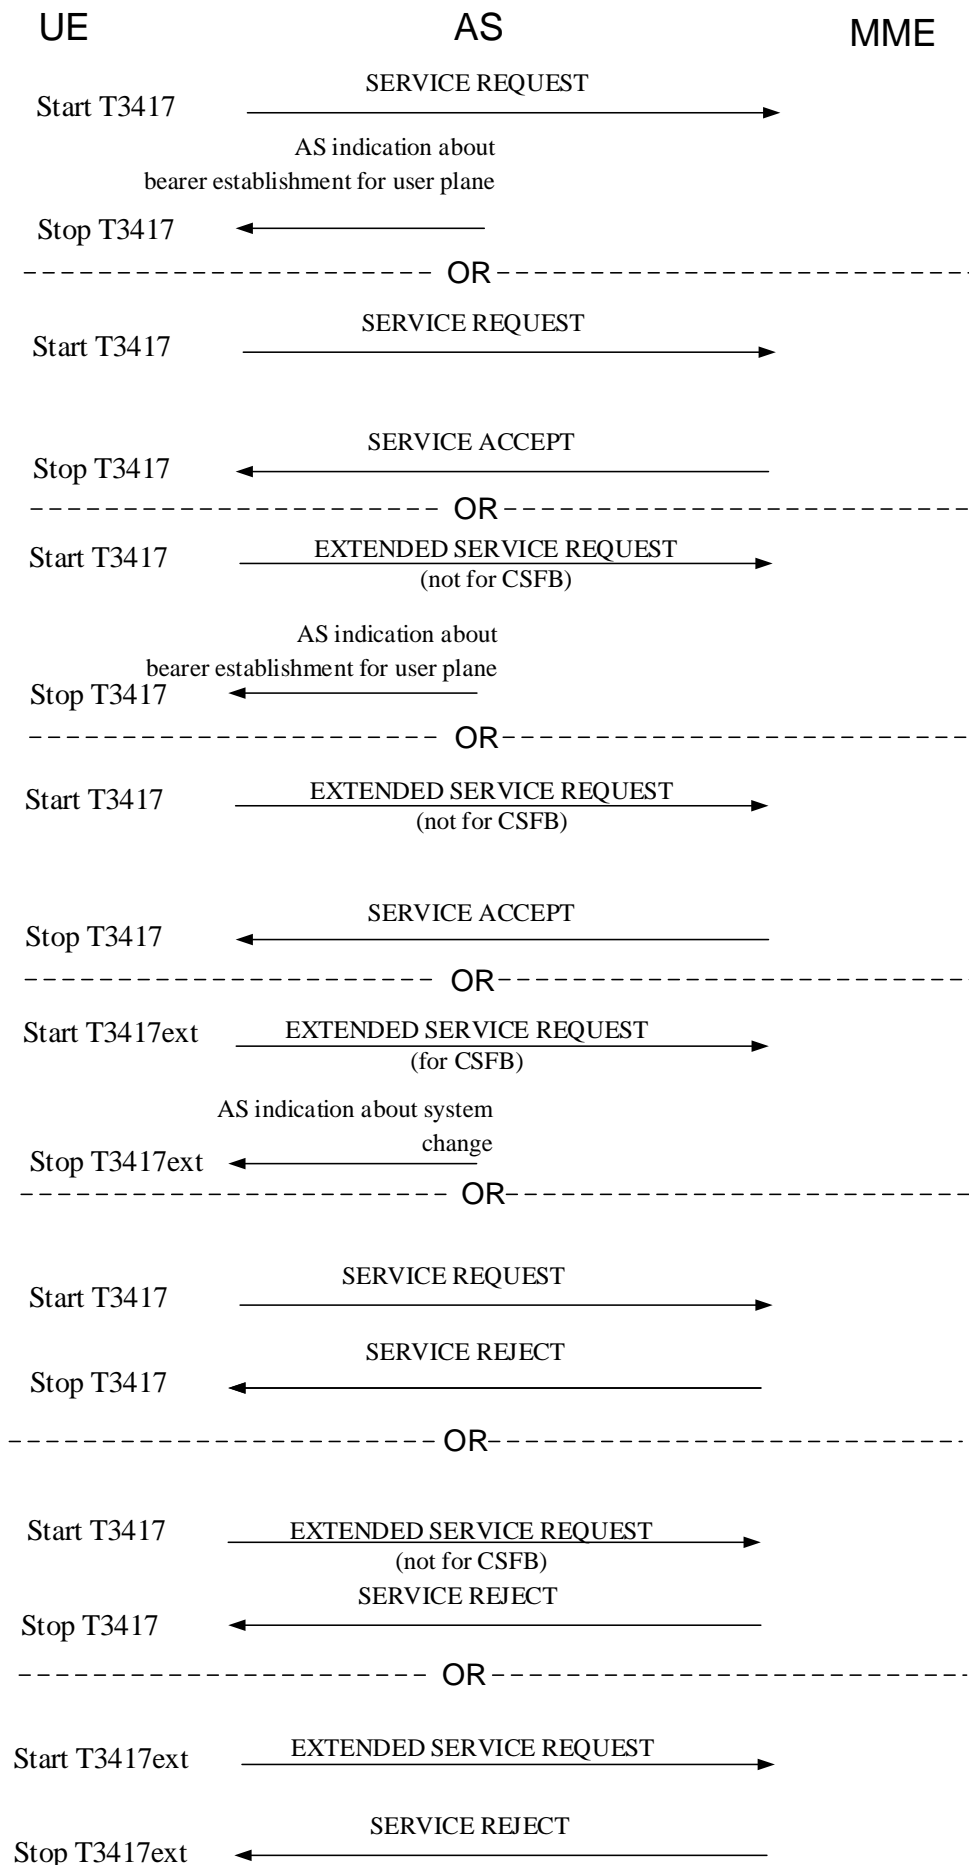 UE AS MME
SERVICE REQUEST
Start T3417
AS indication about
bearer establishment for user plane
Stop T3417
OR
SERVICE REQUEST
Start T3417
SERVICE ACCEPT
Stop T3417
OR
Start T3417 EXTENDED SERVICE REQUEST
(not for CSFB)
AS indication about
bearer establishment for user plane
Stop T3417
OR
Start T3417 EXTENDED SERVICE REQUEST
(not for CSFB)
SERVICE ACCEPT
Stop T3417
OR
Start T3417ext EXTENDED SERVICE REQUEST
(for CSFB)
AS indication about system
change
Stop T3417ext
OR
SERVICE REQUEST
Start T3417
SERVICE REJECT
Stop T3417
OR
Start T3417 EXTENDED SERVICE REQUEST
(not for CSFB)
SERVICE REJECT
Stop T3417
OR
Start T3417ext EXTENDED SERVICE REQUEST
SERVICE REJECT
Stop T3417ext